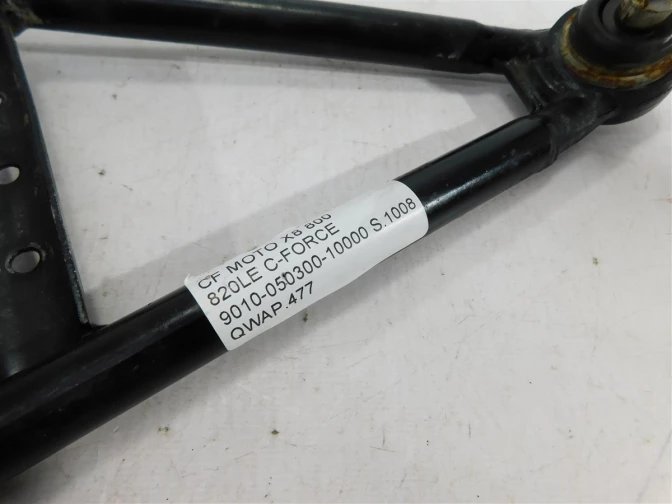 CF MOTO X8 800
820LE C-FORCE
9010-050300-10000 S.1008
QWAP.477